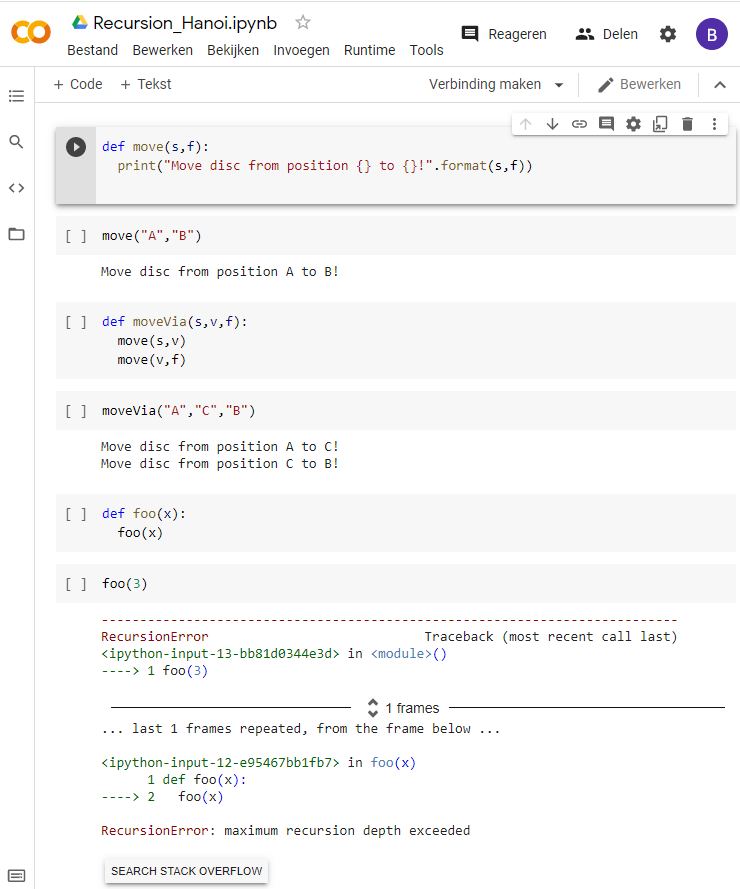 Recursion_Hanoi.ipynb
Bestand Bewerken Bekijken Invoegen Runtime Tools
Reageren Delen B
+ Code + Tekst Verbinding maken Bewerken
def move(s,f):
  print("Move disc from position {} to {}!".format(s,f))
[ ] move("A","B")
Move disc from position A to B!
[ ] def moveVia(s,v,f):
  move(s,v)
  move(v,f)
[ ] moveVia("A","C","B")
Move disc from position A to C!
Move disc from position C to B!
[ ] def foo(x):
  foo(x)
[ ] foo(3)
---------------------------------------------------------------------------
RecursionError                            Traceback (most recent call last)
<ipython-input-13-bb81d0344e3d> in <module>()
----> 1 foo(3)
1 frames
... last 1 frames repeated, from the frame below ...
<ipython-input-12-e95467bb1fb7> in foo(x)
      1 def foo(x):
----> 2   foo(x)
RecursionError: maximum recursion depth exceeded
SEARCH STACK OVERFLOW